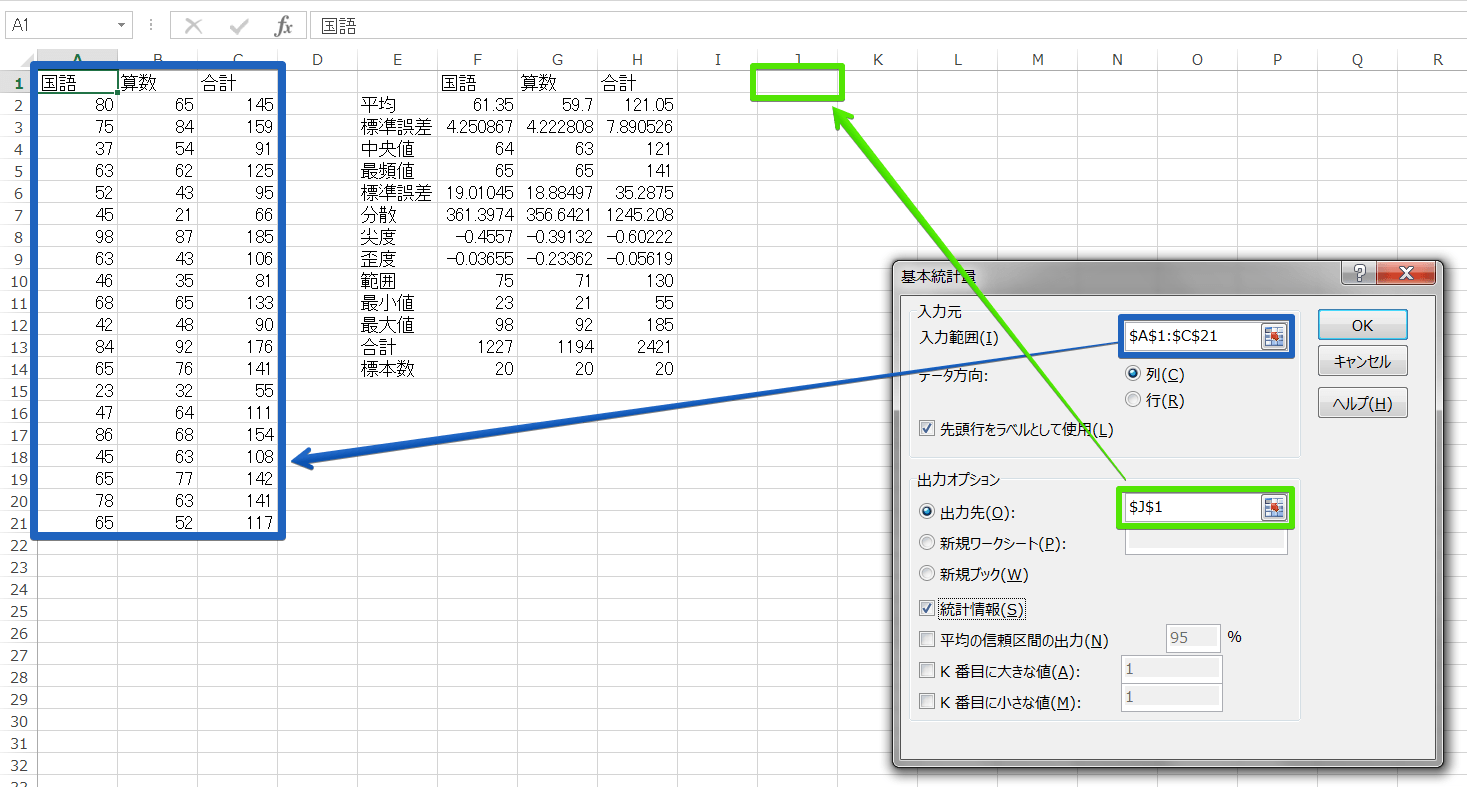 A1 fx 国語
A B C D E F G H I J K L M N O P Q R
1 国語 算数 合計 国語 算数 合計
2 80 65 145 平均 61.35 59.7 121.05
3 75 84 159 標準誤差 4.250867 4.222808 7.890526
4 37 54 91 中央値 64 63 121
5 63 62 125 最頻値 65 65 141
6 52 43 95 標準誤差 19.01045 18.88497 35.2875
7 45 21 66 分散 361.3974 356.6421 1245.208
8 98 87 185 尖度 -0.4557 -0.39132 -0.60222
9 63 43 106 歪度 -0.03655 -0.23362 -0.05619
10 46 35 81 範囲 75 71 130
11 68 65 133 最小値 23 21 55
12 42 48 90 最大値 98 92 185
13 84 92 176 合計 1227 1194 2421
14 65 76 141 標本数 20 20 20
15 23 32 55
16 47 64 111
17 86 68 154
18 45 63 108
19 65 77 142
20 78 63 141
21 65 52 117
22
23
24
25
26
27
28
29
30
31
32
基本統計量
入力元
入力範囲(I) $A$1:$C$21
データ方向: 列(C)
行(R)
先頭行をラベルとして使用(L)
出力オプション
出力先(O): $J$1
新規ワークシート(P):
新規ブック(W)
統計情報(S)
平均の信頼区間の出力(N) 95 %
K 番目に大きな値(A): 1
K 番目に小さな値(M): 1
OK
キャンセル
ヘルプ(H)